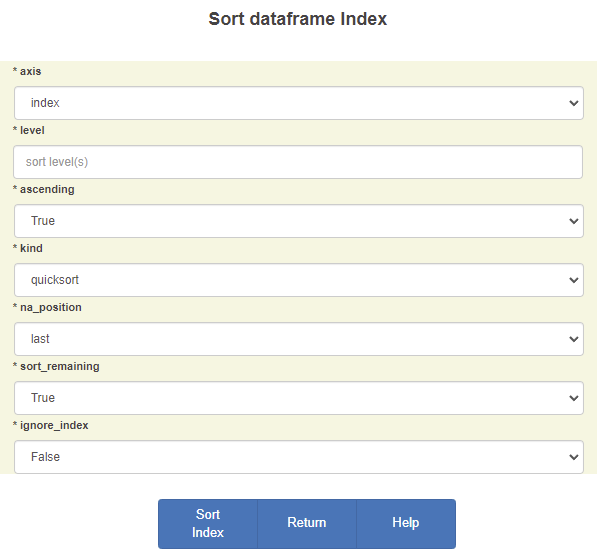 Sort dataframe Index
* axis
index
* level
sort level(s)
* ascending
True
* kind
quicksort
* na_position
last
* sort_remaining
True
* ignore_index
False
Sort
Index
Return
Help